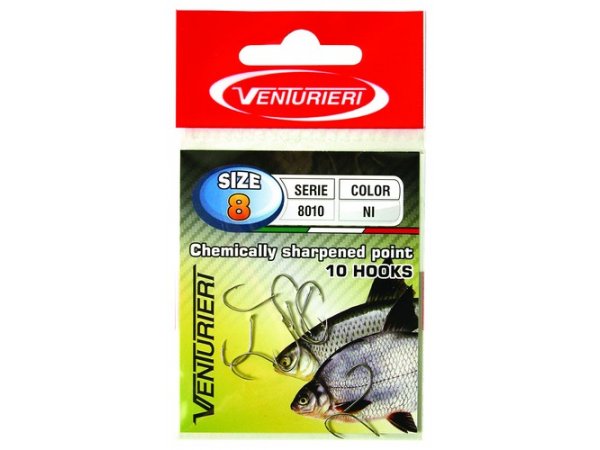 VENTURIERI
SIZE
8
SERIE COLOR
8010 NI
Chemically sharpened point
10 HOOKS
VENTURIERI